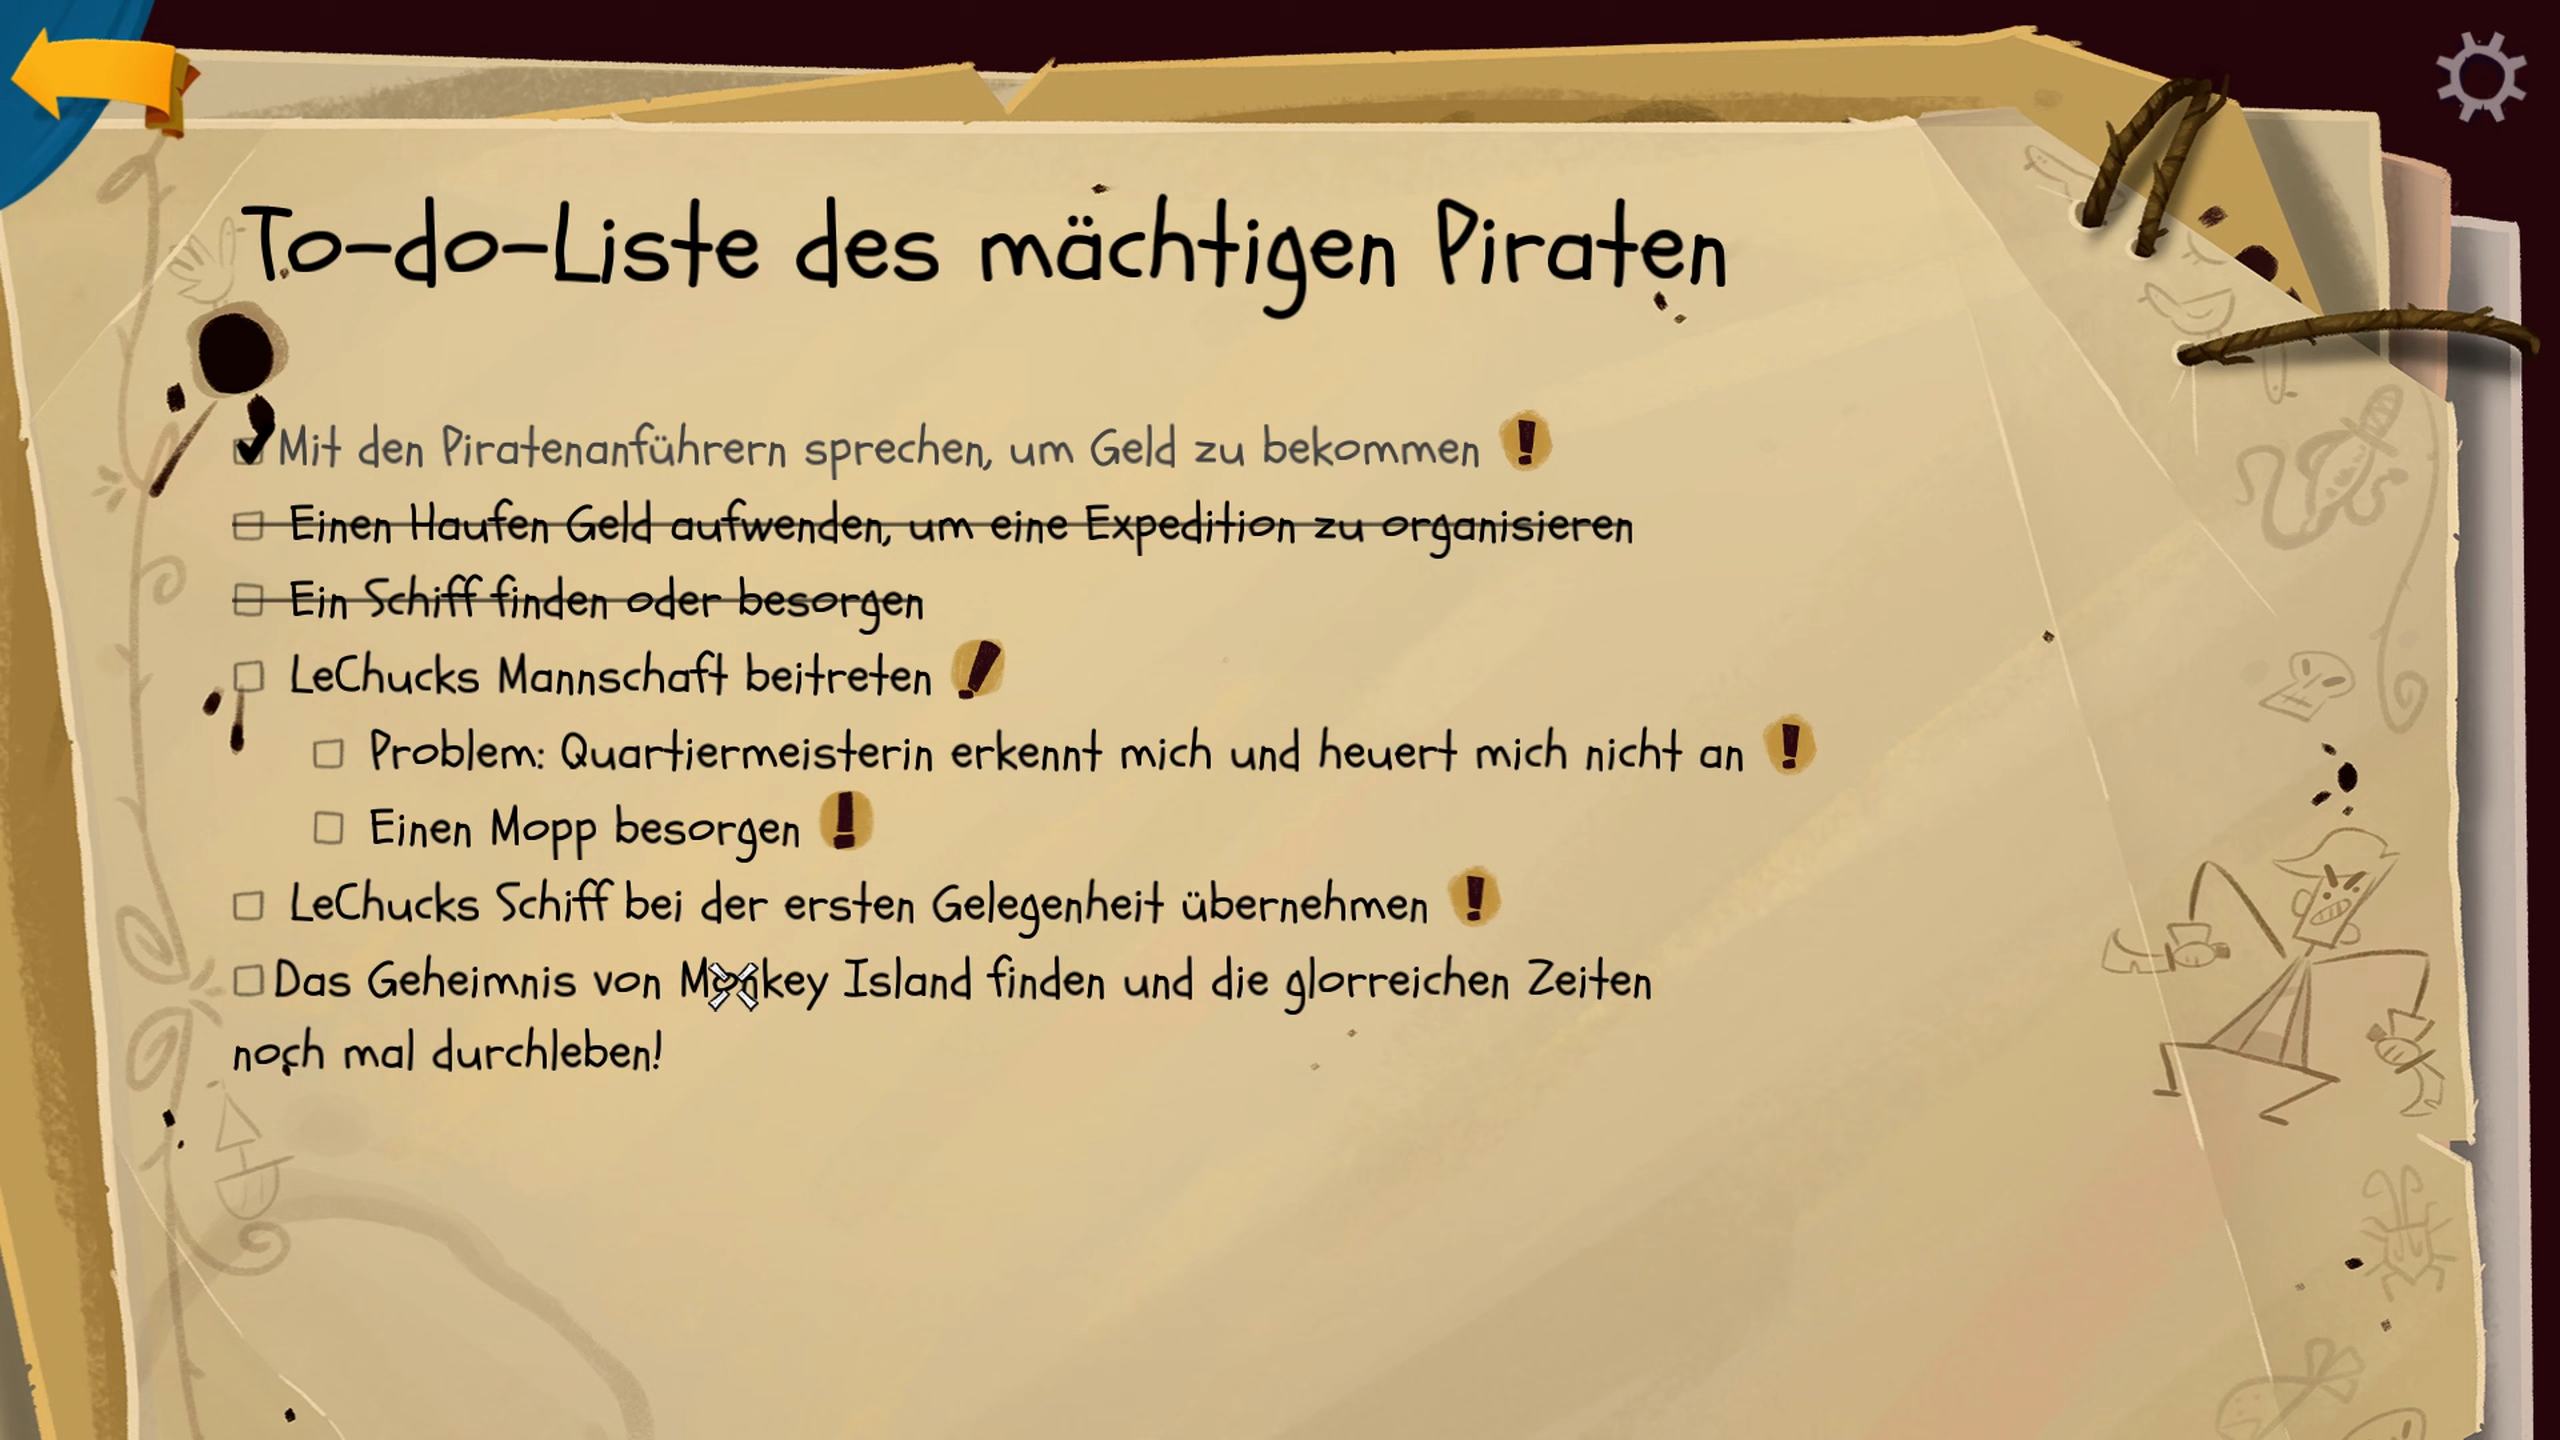 To-do-Liste des mächtigen Piraten
Mit den Piratenanführern sprechen, um Geld zu bekommen !
Einen Haufen Geld aufwenden, um eine Expedition zu organisieren
Ein Schiff finden oder besorgen
LeChucks Mannschaft beitreten !
Problem: Quartiermeisterin erkennt mich und heuert mich nicht an !
Einen Mopp besorgen !
LeChucks Schiff bei der ersten Gelegenheit übernehmen !
Das Geheimnis von Monkey Island finden und die glorreichen Zeiten
noch mal durchleben!